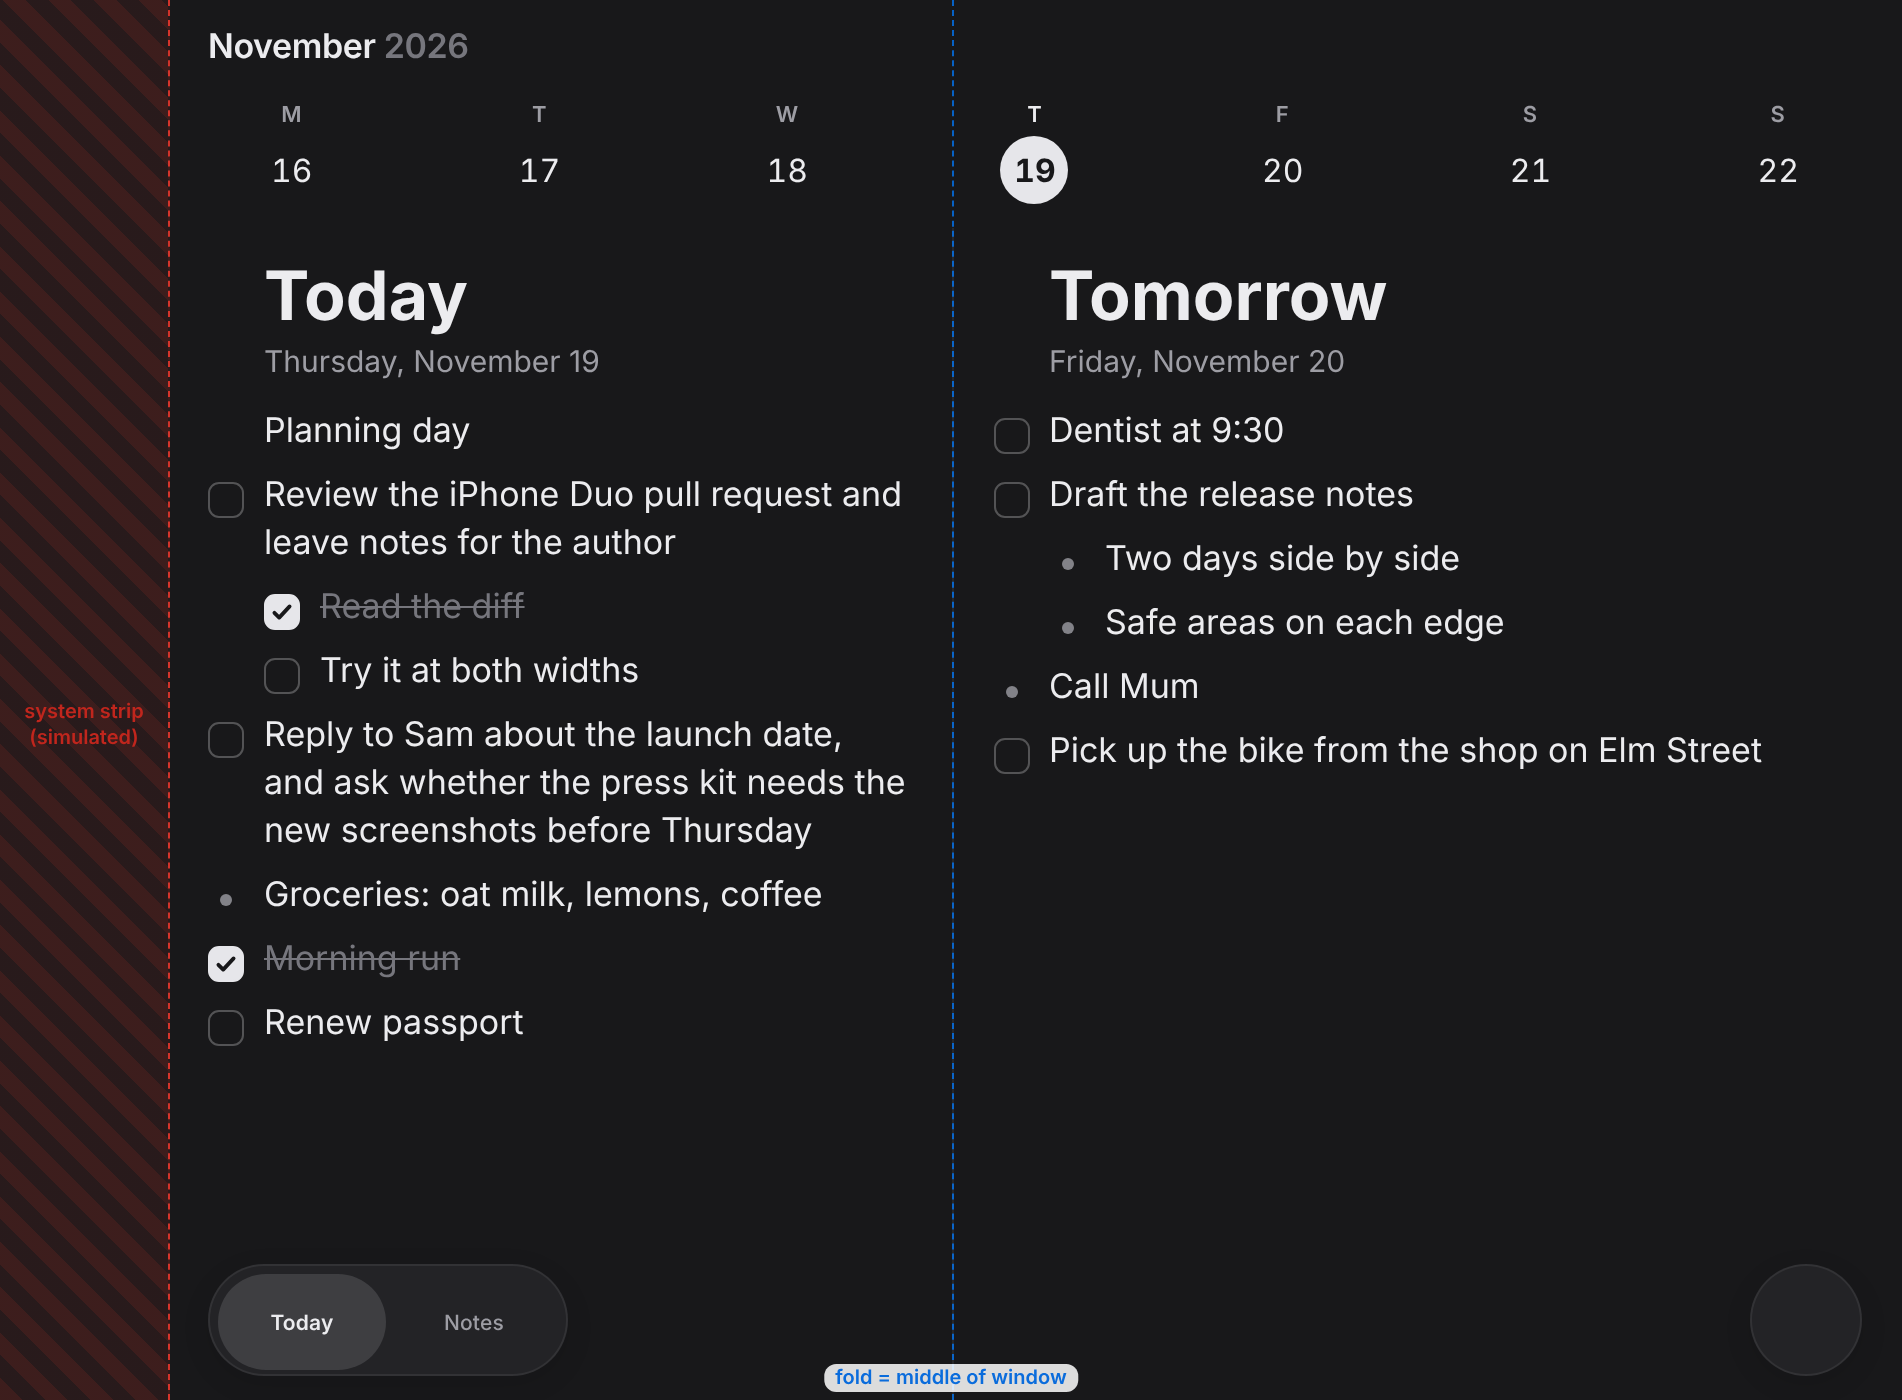 November 2026
M T W T F S S
16 17 18 19 20 21 22
Today
Thursday, November 19
Planning day
Review the iPhone Duo pull request and
leave notes for the author
Read the diff
Try it at both widths
Reply to Sam about the launch date,
and ask whether the press kit needs the
new screenshots before Thursday
Groceries: oat milk, lemons, coffee
Morning run
Renew passport
Tomorrow
Friday, November 20
Dentist at 9:30
Draft the release notes
Two days side by side
Safe areas on each edge
Call Mum
Pick up the bike from the shop on Elm Street
system strip
(simulated)
Today Notes
fold = middle of window